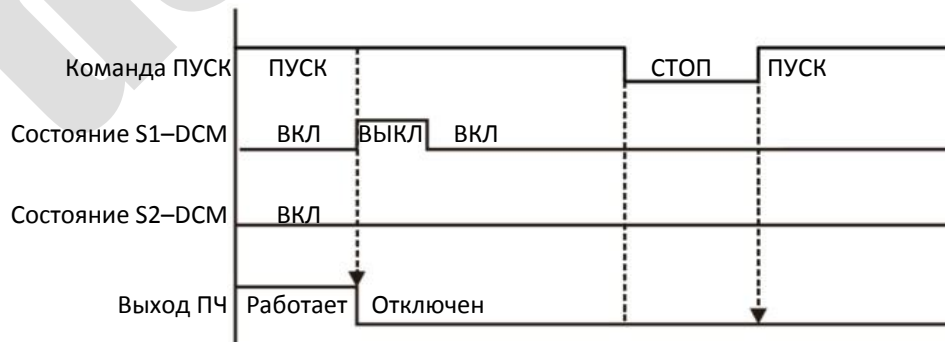 Команда ПУСК ПУСК СТОП ПУСК
Состояние S1–DCM ВКЛ ВЫКЛ ВКЛ
Состояние S2–DCM ВКЛ
Выход ПЧ Работает Отключен